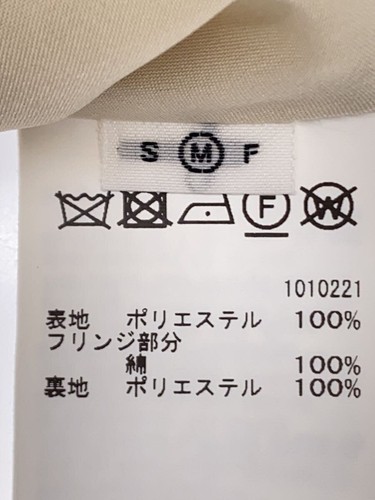 S M F
F W
1010221
表地 ポリエステル 100%
フリンジ部分
綿 100%
裏地 ポリエステル 100%